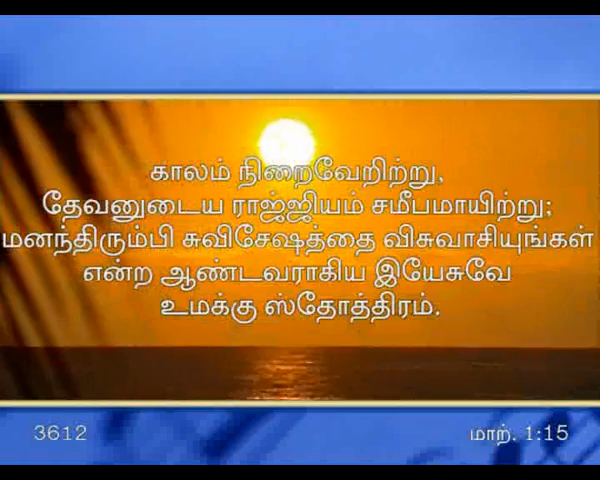 காலம் நிறைவேறிற்று,
தேவனுடைய ராஜ்ஜியம் சமீபமாயிற்று;
மனந்திரும்பி சுவிசேஷத்தை விசுவாசியுங்கள்
என்ற ஆண்டவராகிய இயேசுவே
உமக்கு ஸ்தோத்திரம்.
3612
மாற். 1:15